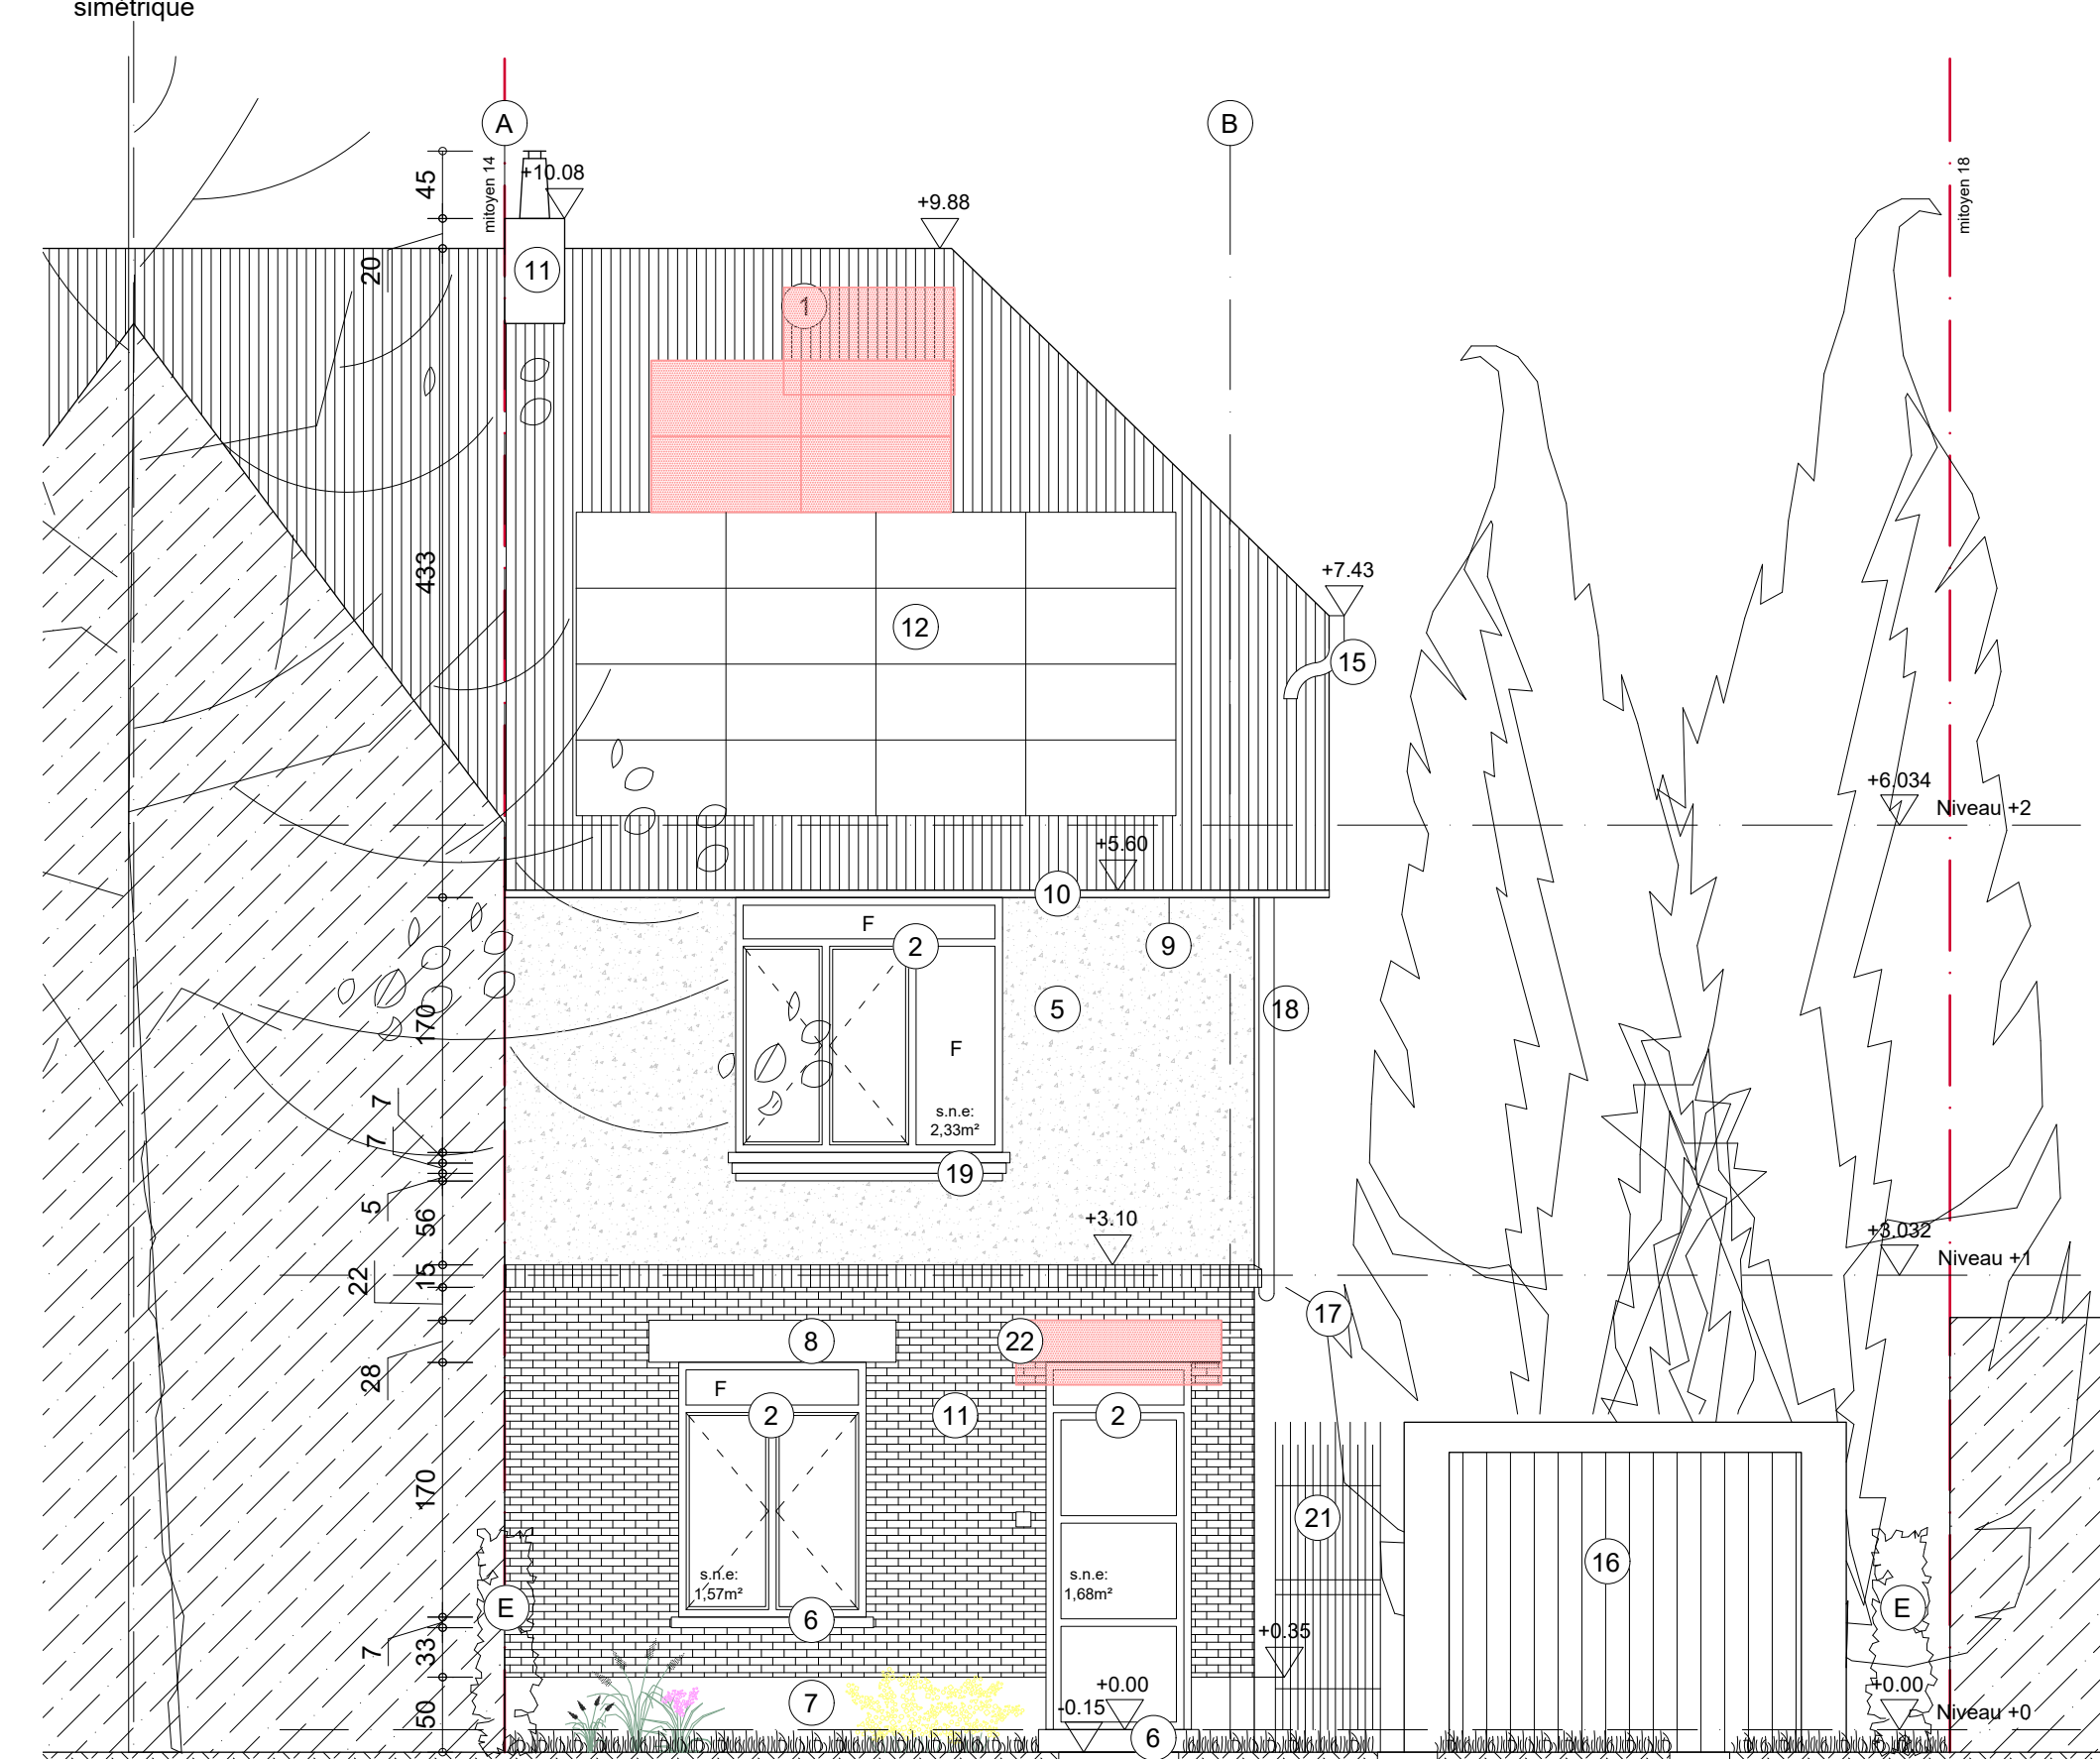 simétrique
A
B
mitoyen 14
mitoyen 18
45
+10.08
+9.88
20
11
1
433
12
+7.43
15
+6.034
Niveau +2
+5.60
10
F
2
9
5
18
F
170
s.n.e:
2,33m²
7
7
19
5
56
+3.10
+3.032
Niveau +1
22
15
17
8
22
28
F
2
11
2
170
21
16
s.n.e:
1,57m²
s.n.e:
1,68m²
E
E
6
+0.35
7
33
+0.00
+0.00
7
50
-0.15
Niveau +0
6